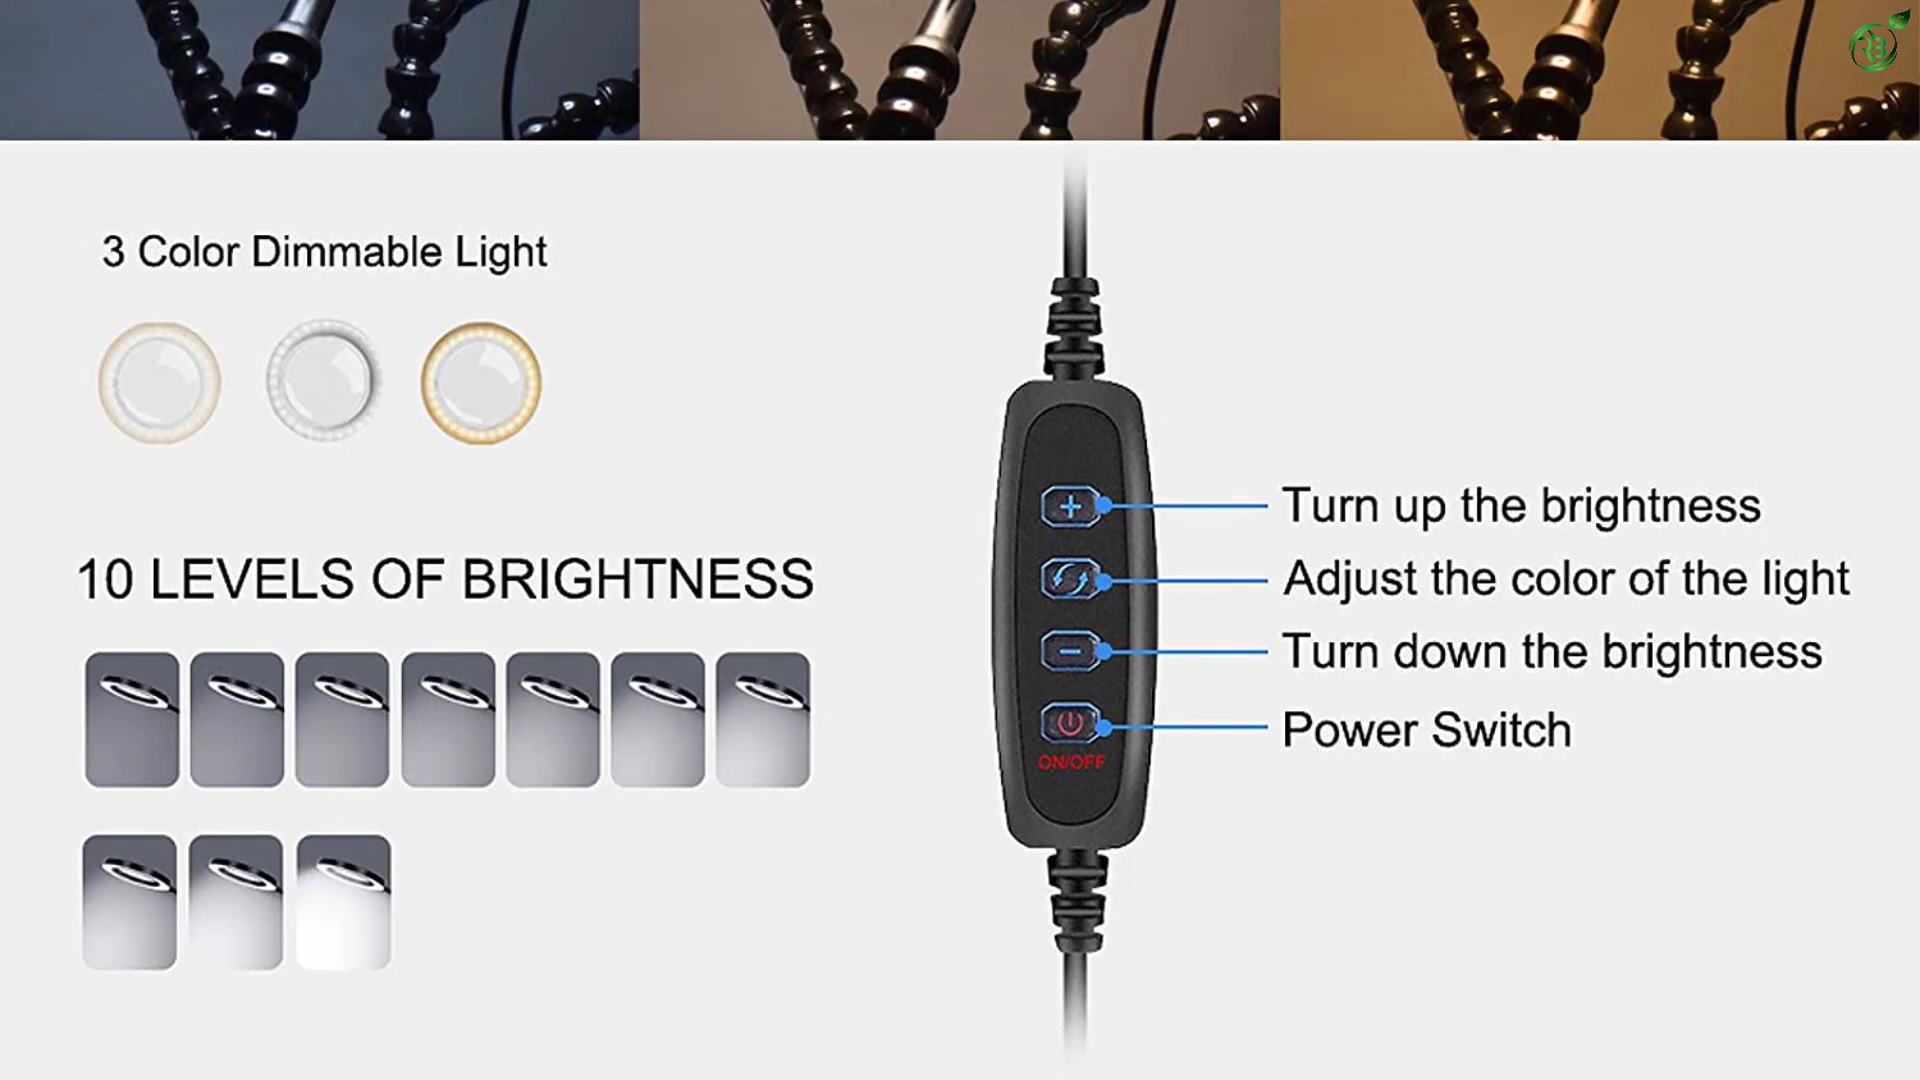 3 Color Dimmable Light
10 LEVELS OF BRIGHTNESS
Turn up the brightness
Adjust the color of the light
Turn down the brightness
Power Switch
ON/OFF